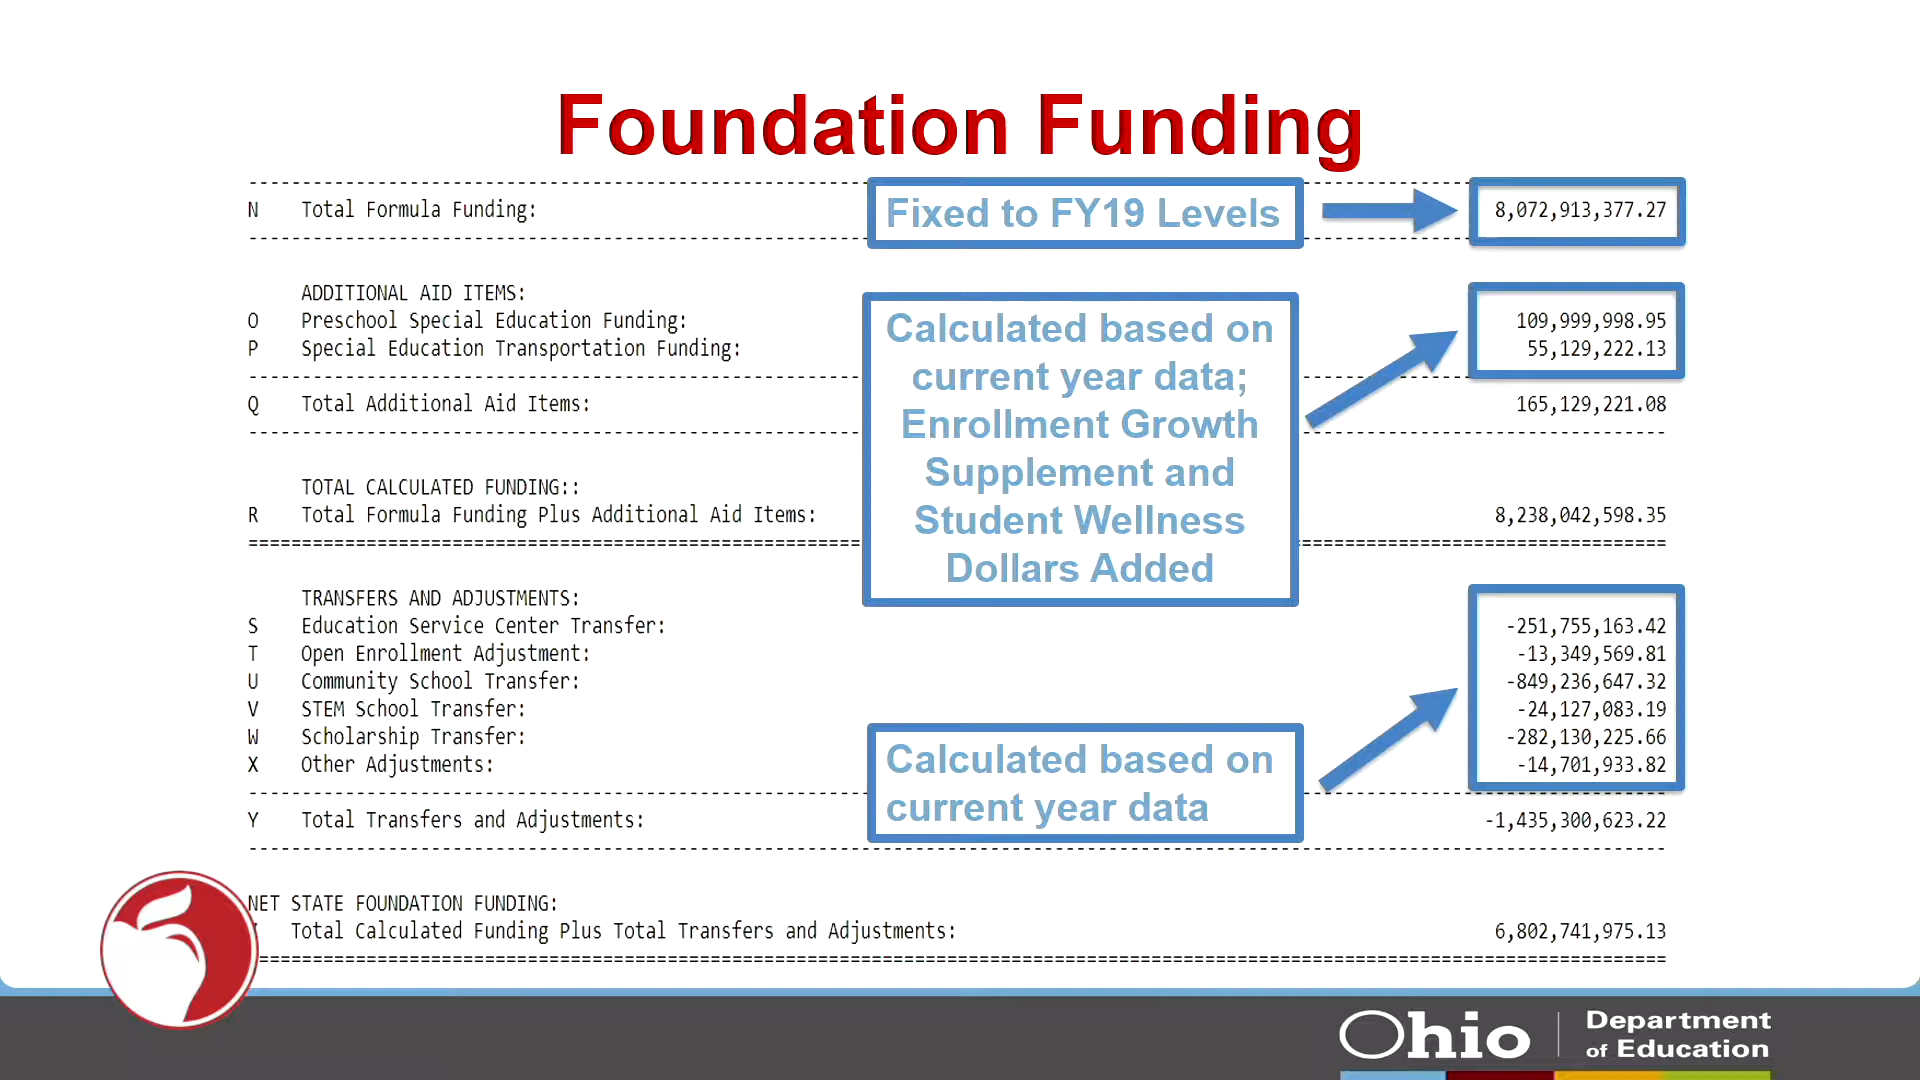 Foundation Funding
N Total Formula Funding: 8,072,913,377.27
Fixed to FY19 Levels
ADDITIONAL AID ITEMS:
O Preschool Special Education Funding: 109,999,998.95
P Special Education Transportation Funding: 55,129,222.13
Q Total Additional Aid Items: 165,129,221.08
Calculated based on
current year data;
Enrollment Growth
Supplement and
Student Wellness
Dollars Added
TOTAL CALCULATED FUNDING::
R Total Formula Funding Plus Additional Aid Items: 8,238,042,598.35
TRANSFERS AND ADJUSTMENTS:
S Education Service Center Transfer: -251,755,163.42
T Open Enrollment Adjustment: -13,349,569.81
U Community School Transfer: -849,236,647.32
V STEM School Transfer: -24,127,083.19
W Scholarship Transfer: -282,130,225.66
X Other Adjustments: -14,701,933.82
Calculated based on
current year data
Y Total Transfers and Adjustments: -1,435,300,623.22
NET STATE FOUNDATION FUNDING:
Total Calculated Funding Plus Total Transfers and Adjustments: 6,802,741,975.13
Ohio
Department
of Education